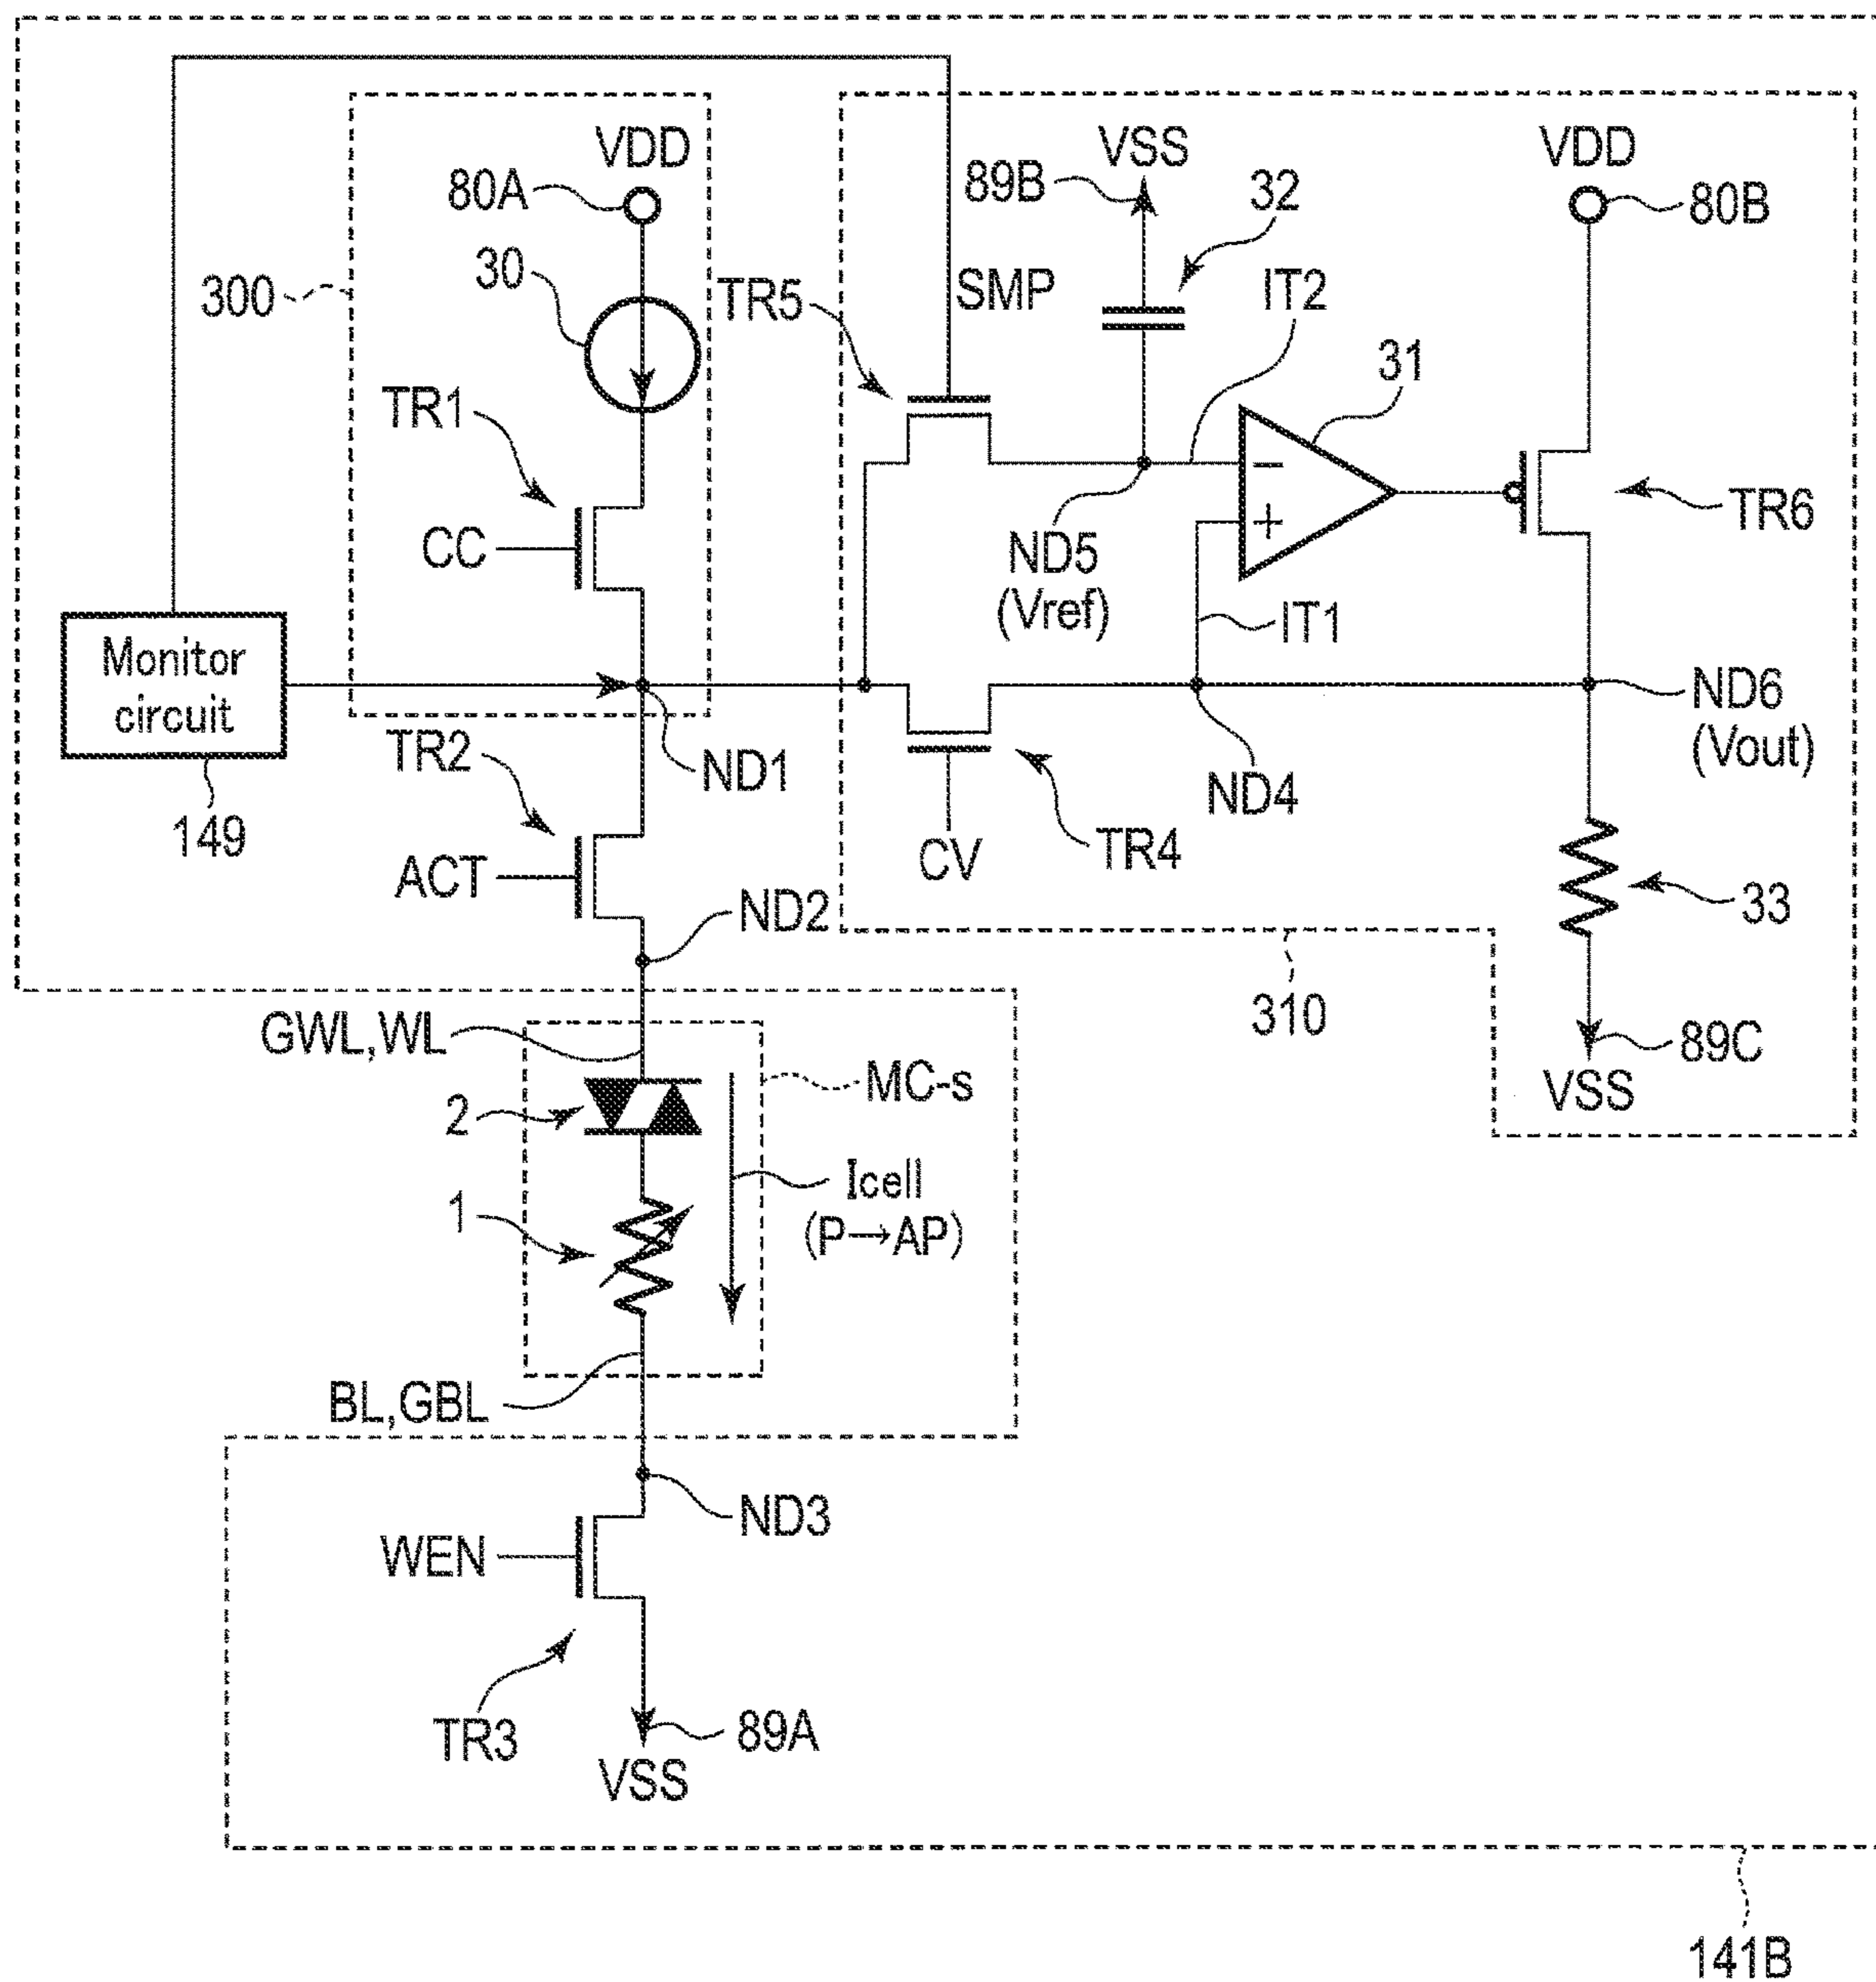 VDD
80A
30
300
TR1
CC
Monitor
circuit
149
TR2
ND1
ACT
ND2
TR5
SMP
VSS
89B
32
IT2
31
VDD
80B
TR6
ND5
(Vref)
IT1
ND6
(Vout)
ND4
TR4
CV
33
310
89C
VSS
GWL,WL
MC-s
2
Icell
(P→AP)
1
BL,GBL
ND3
WEN
TR3
89A
VSS
141B